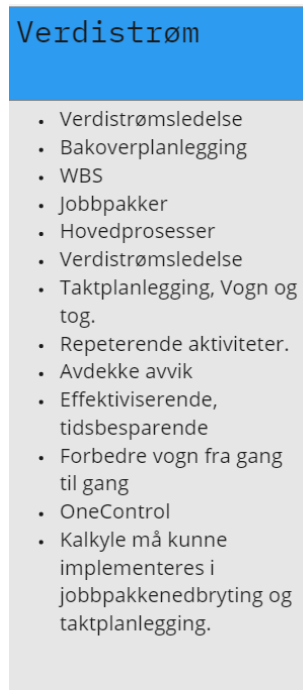 Verdistrøm
• Verdistrømsledelse
• Bakoverplanlegging
• WBS
• Jobbpakker
• Hovedprosesser
• Verdistrømsledelse
• Taktplanlegging, Vogn og
tog.
• Repeterende aktiviteter.
• Avdekke avvik
• Effektiviserende,
tidsbesparende
• Forbedre vogn fra gang
til gang
• OneControl
• Kalkyle må kunne
implementeres i
jobbpakkenedbryting og
taktplanlegging.